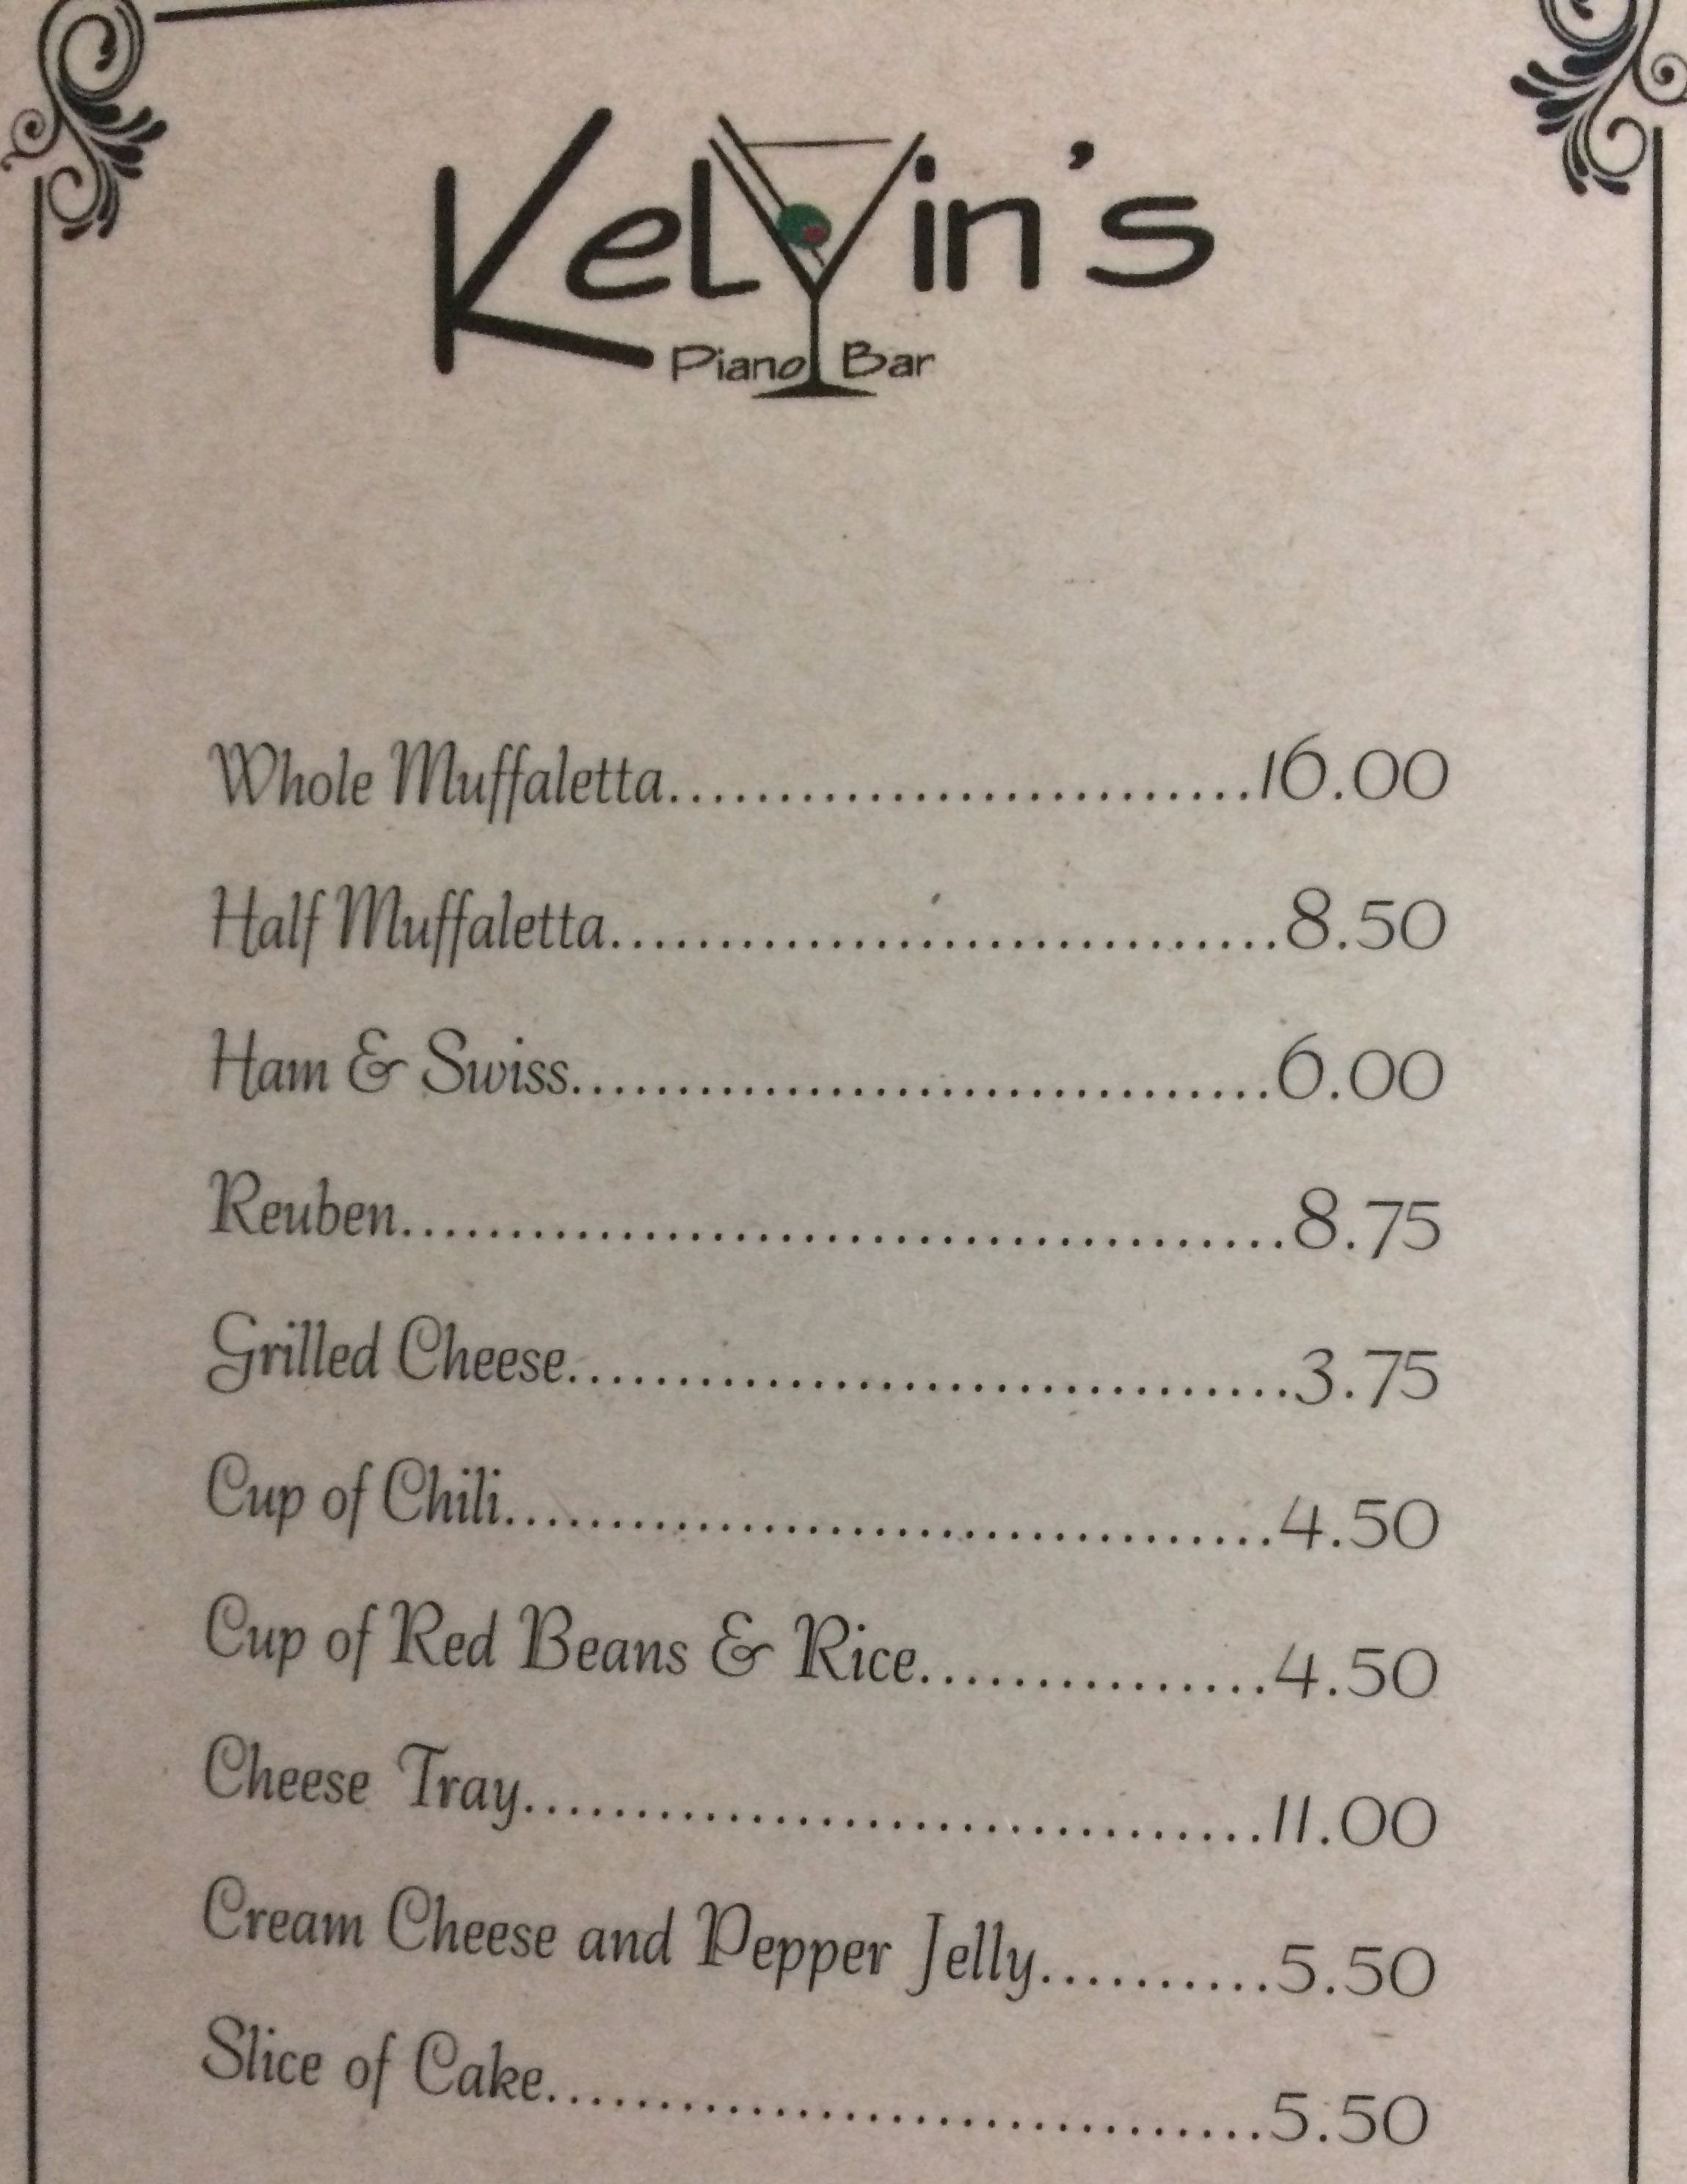 Kelvin's
Piano Bar
Whole Muffaletta............................16.00
Half Muffaletta................................8.50
Ham & Swiss.................................6.00
Reuben..........................................8.75
Grilled Cheese..................................3.75
Cup of Chili.....................................4.50
Cup of Red Beans & Rice................4.50
Cheese Tray...................................11.00
Cream Cheese and Pepper Jelly...........5.50
Slice of Cake..................................5.50